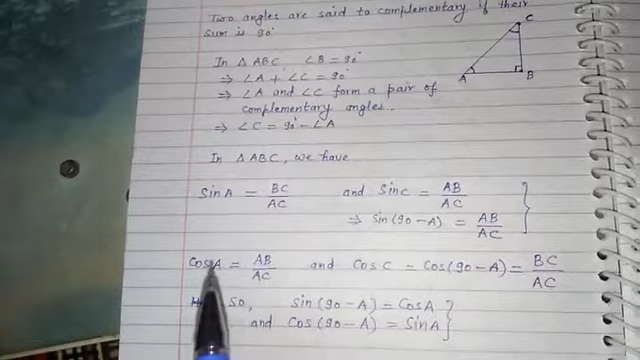 Two angles are said to complementary if their
sum is 90°
In △ABC, ∠B = 90°
⇒ ∠A + ∠C = 90°
⇒ ∠A and ∠C form a pair of
complementary angles.
⇒ ∠C = 90° - ∠A
C
A
B
In △ABC, we have
Sin A = BC/AC and Sin C = AB/AC
⇒ Sin(90-A) = AB/AC
Cos A = AB/AC and Cos C = Cos(90-A) = BC/AC
So, Sin(90-A) = Cos A
and Cos(90-A) = Sin A